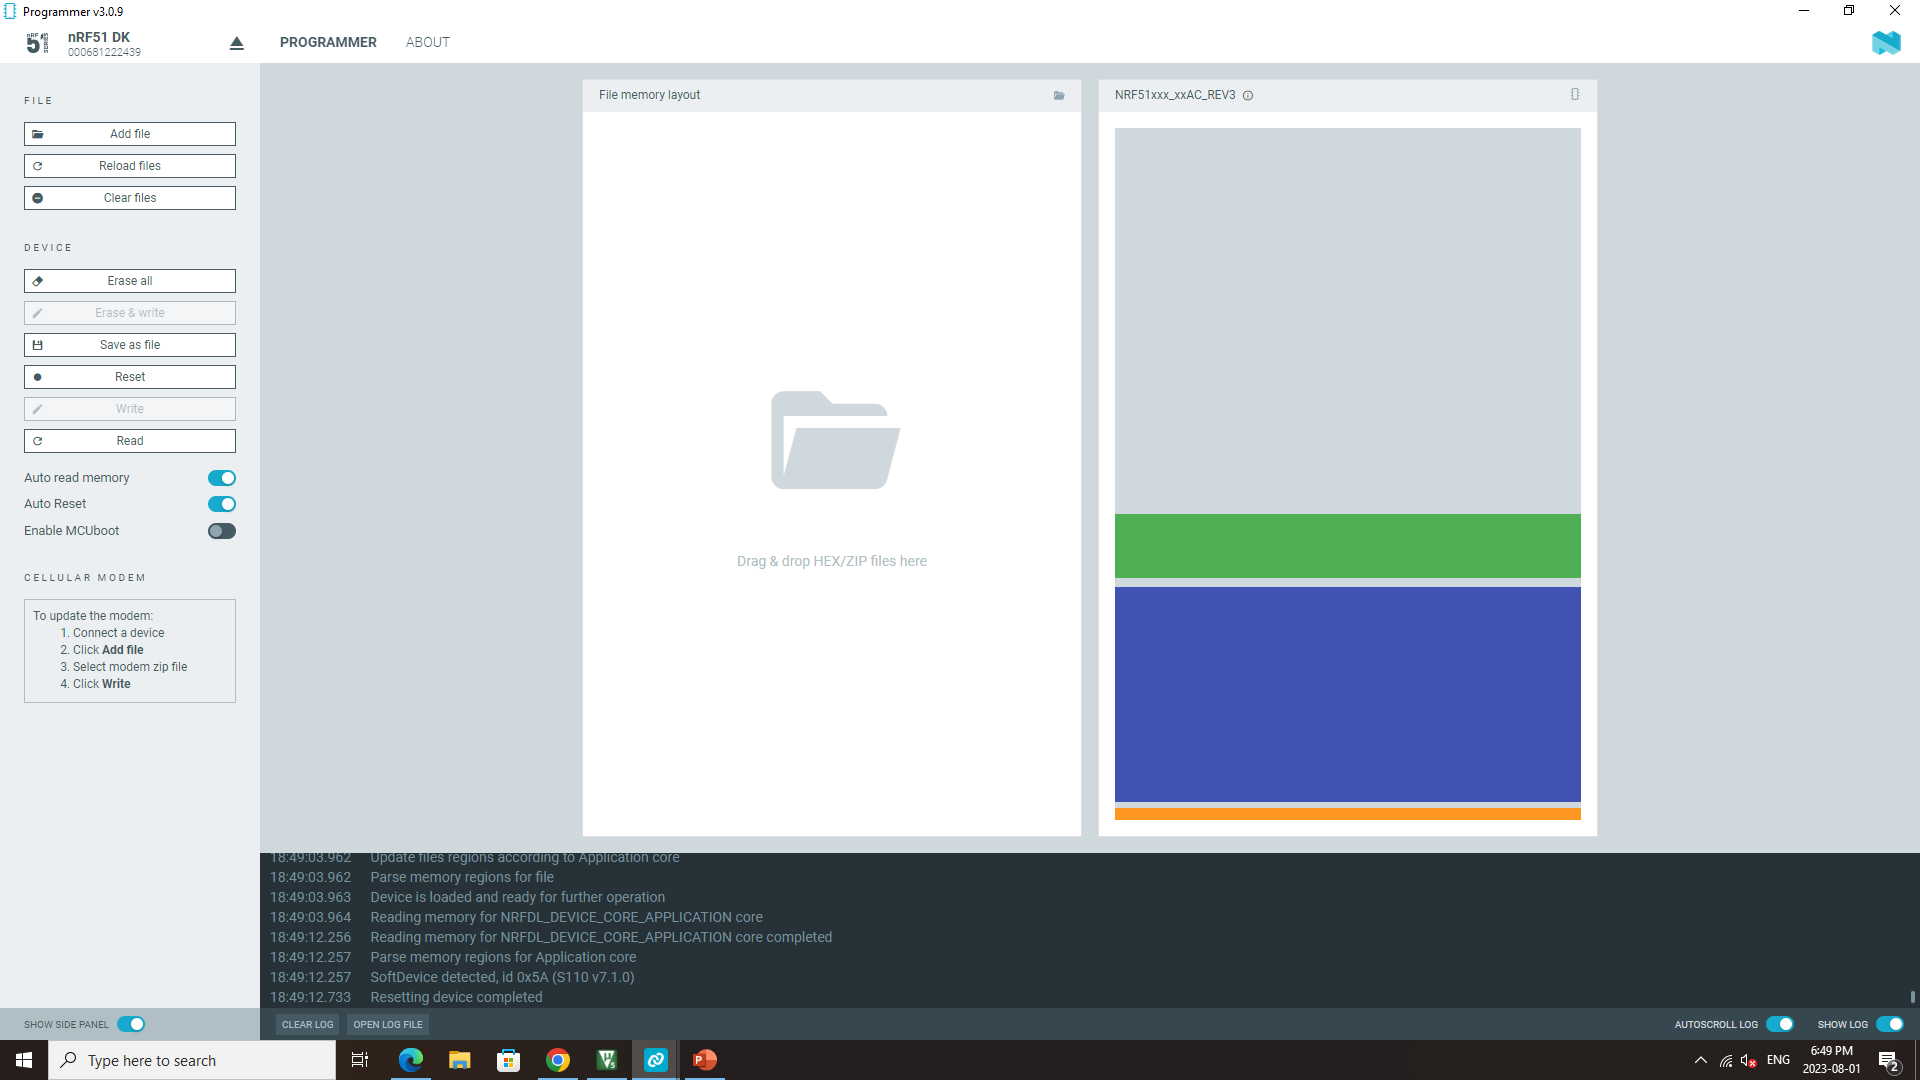 Programmer v3.0.9
nRF51 DK
000681222439
PROGRAMMER
ABOUT
FILE
Add file
Reload files
Clear files
DEVICE
Erase all
Erase & write
Save as file
Reset
Write
Read
Auto read memory
Auto Reset
Enable MCUboot
CELLULAR MODEM
To update the modem:
1. Connect a device
2. Click Add file
3. Select modem zip file
4. Click Write
SHOW SIDE PANEL
File memory layout
Drag & drop HEX/ZIP files here
NRF51xxx_xxAC_REV3
18:49:03.962 Update files regions according to Application core
18:49:03.962 Parse memory regions for file
18:49:03.963 Device is loaded and ready for further operation
18:49:03.964 Reading memory for NRFDL_DEVICE_CORE_APPLICATION core
18:49:12.256 Reading memory for NRFDL_DEVICE_CORE_APPLICATION core completed
18:49:12.257 Parse memory regions for Application core
18:49:12.257 SoftDevice detected, id 0x5A (S110 v7.1.0)
18:49:12.733 Resetting device completed
CLEAR LOG
OPEN LOG FILE
AUTOSCROLL LOG
SHOW LOG
Type here to search
ENG
6:49 PM
2023-08-01
2